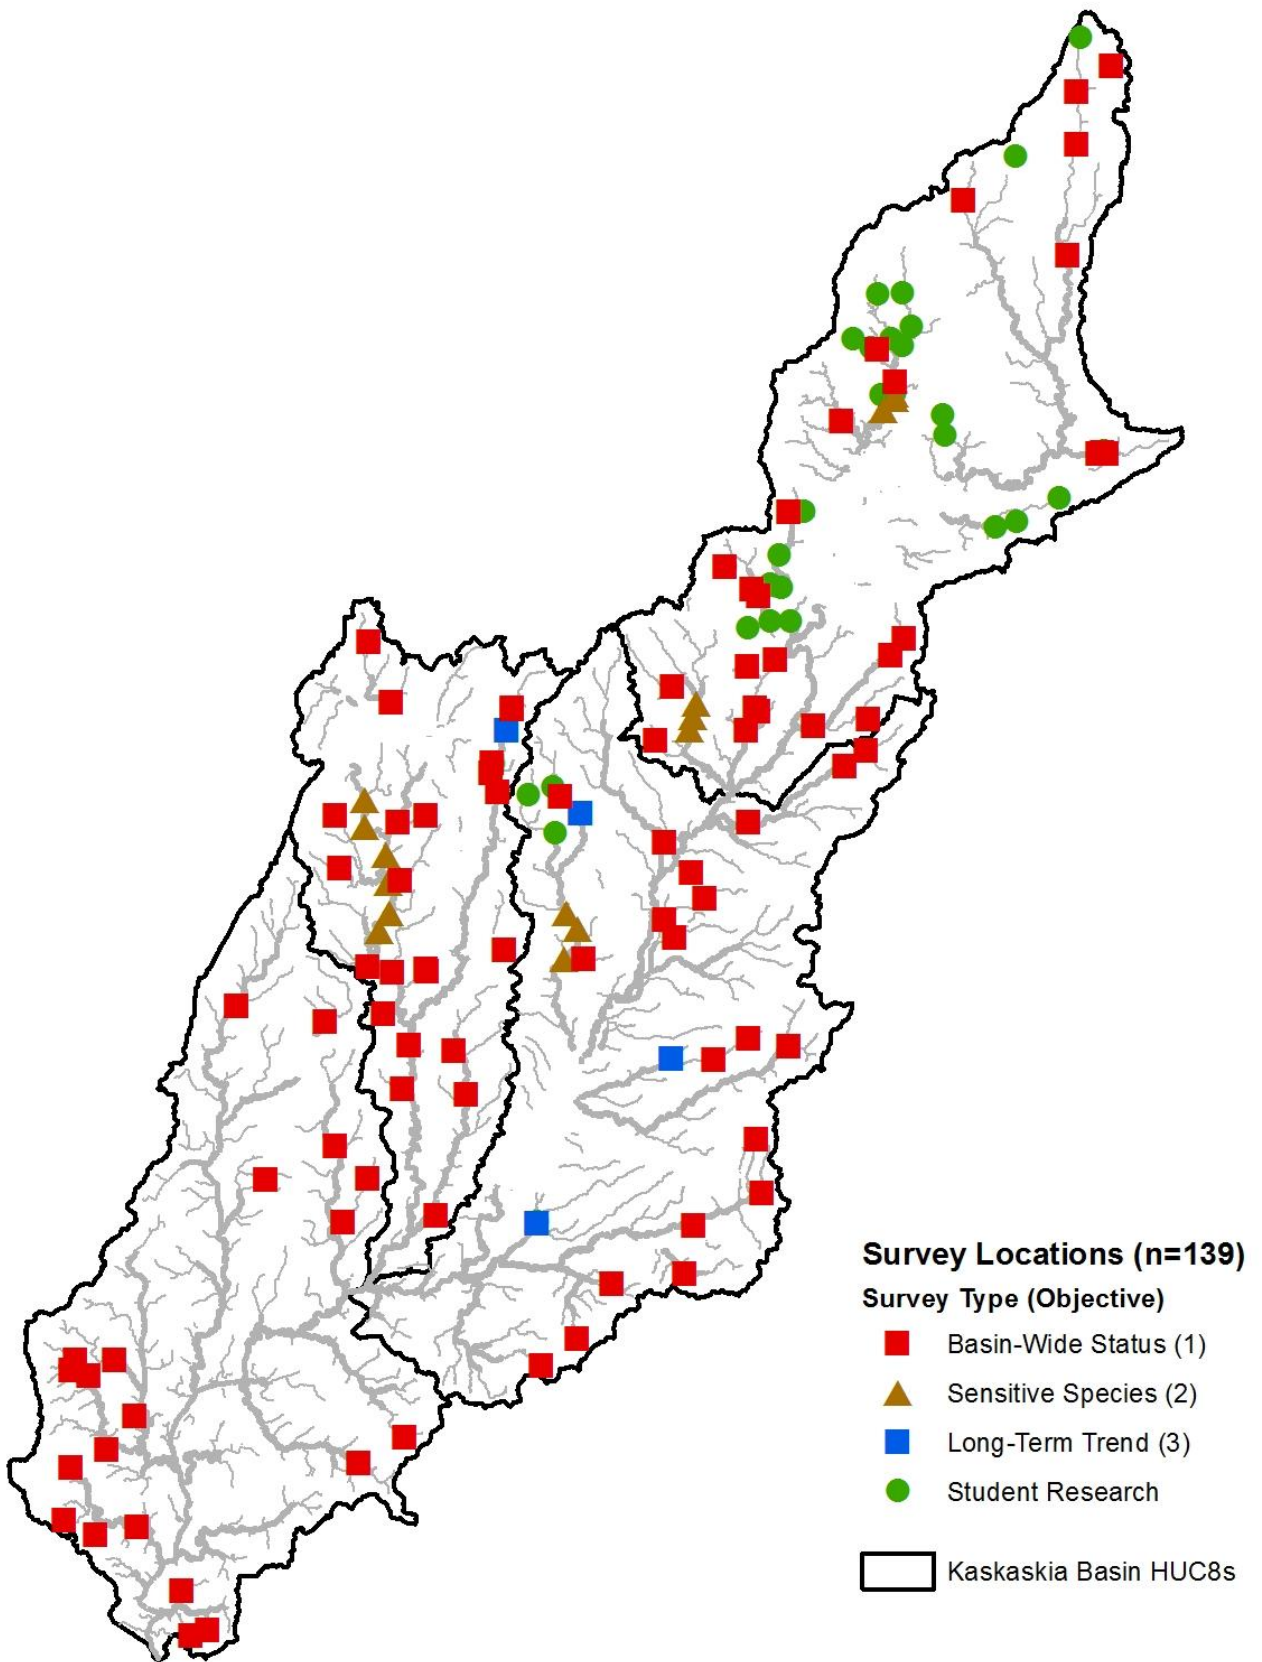 Survey Locations (n=139)
Survey Type (Objective)
Basin-Wide Status (1)
Sensitive Species (2)
Long-Term Trend (3)
Student Research
Kaskaskia Basin HUC8s